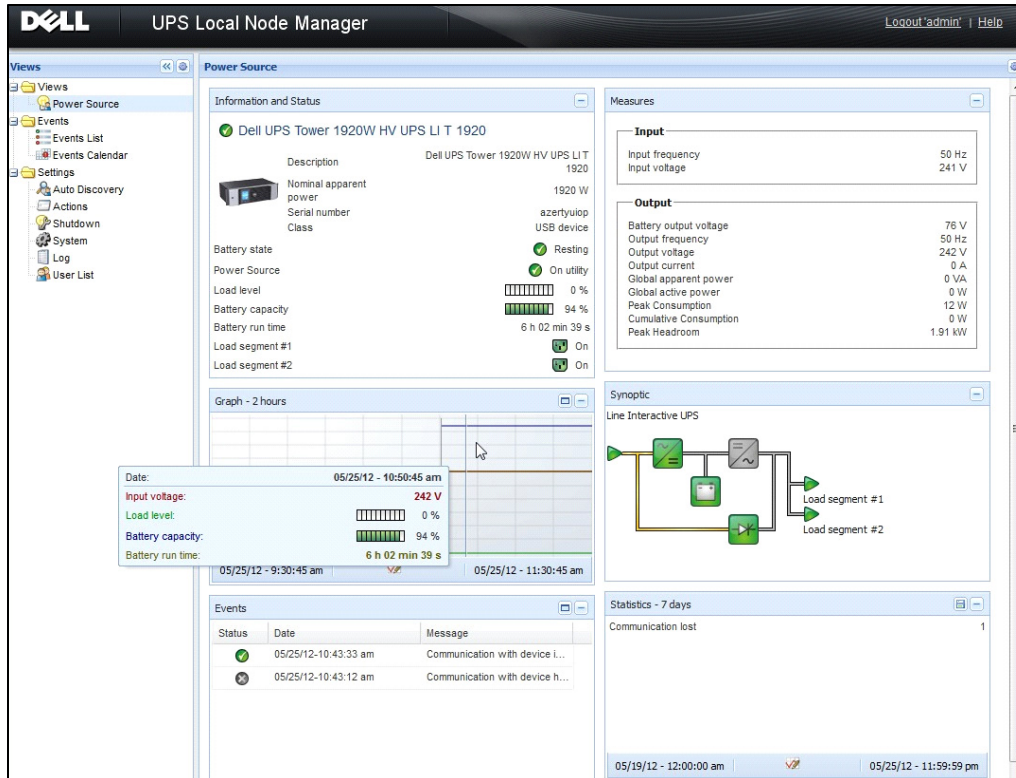 DELL UPS Local Node Manager Logout 'admin' | Help
Views
Views
Power Source
Events
Events List
Events Calendar
Settings
Auto Discovery
Actions
Shutdown
System
Log
User List
Power Source
Information and Status
Dell UPS Tower 1920W HV UPS LI T 1920
Description Dell UPS Tower 1920W HV UPS LI T
1920
Nominal apparent
power 1920 W
Serial number azertyuiop
Class USB device
Battery state Resting
Power Source On utility
Load level 0 %
Battery capacity 94 %
Battery run time 6 h 02 min 39 s
Load segment #1 On
Load segment #2 On
Measures
Input
Input frequency 50 Hz
Input voltage 241 V
Output
Battery output voltage 76 V
Output frequency 50 Hz
Output voltage 242 V
Output current 0 A
Global apparent power 0 VA
Global active power 0 W
Peak Consumption 12 W
Cumulative Consumption 0 W
Peak Headroom 1.91 kW
Graph - 2 hours
Date: 05/25/12 - 10:50:45 am
Input voltage: 242 V
Load level: 0 %
Battery capacity: 94 %
Battery run time: 6 h 02 min 39 s
05/25/12 - 9:30:45 am 05/25/12 - 11:30:45 am
Synoptic
Line Interactive UPS
Load segment #1
Load segment #2
Events
Status Date Message
05/25/12-10:43:33 am Communication with device i...
05/25/12-10:43:12 am Communication with device h...
Statistics - 7 days
Communication lost 1
05/19/12 - 12:00:00 am 05/25/12 - 11:59:59 pm